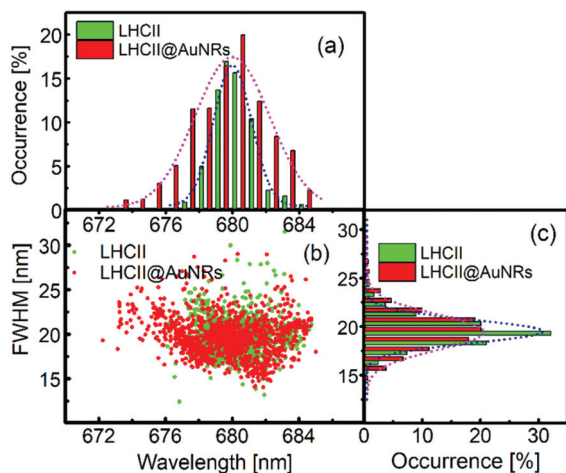 (a)
LHCII
LHCII@AuNRs
Occurrence [%]
20
15
10
5
0
672 676 680 684
(b)
LHCII
LHCII@AuNRs
FWHM [nm]
30
25
20
15
672 676 680 684
Wavelength [nm]
(c)
LHCII
LHCII@AuNRs
30
25
20
15
0 10 20 30
Occurrence [%]